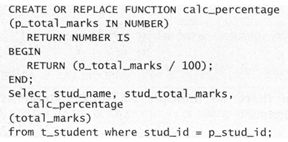 CREATE OR REPLACE FUNCTION calc_percentage
(p_total_marks IN NUMBER)
RETURN NUMBER IS
BEGIN
RETURN (p_total_marks / 100);
END;
Select stud_name, stud_total_marks,
calc_percentage
(total_marks)
from t_student where stud_id = p_stud_id;